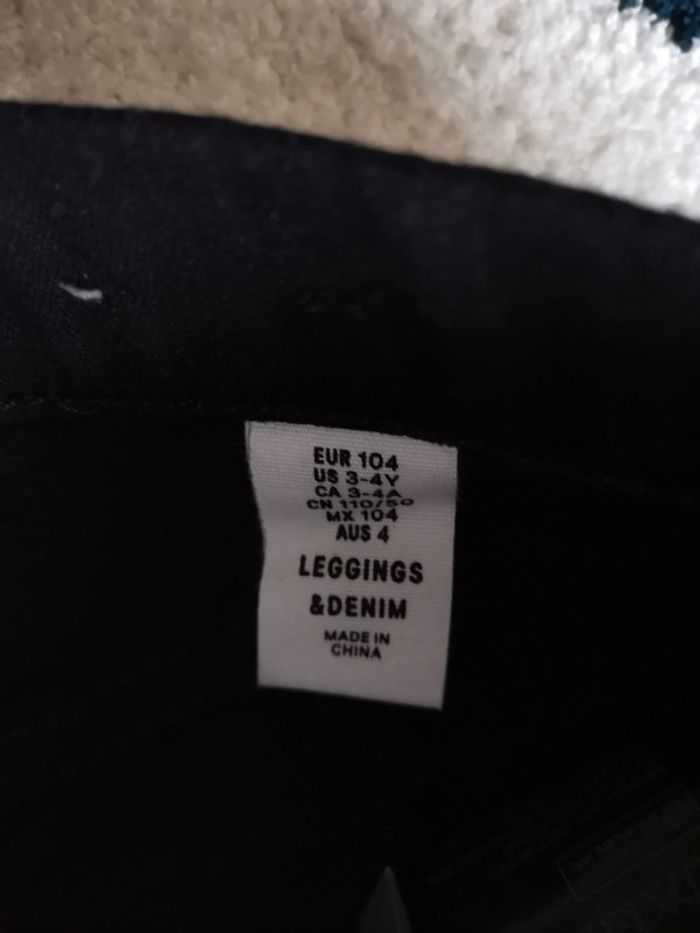 EUR 104
US 3-4Y
CA 3-4A
CN 110/50
MX 104
AUS 4
LEGGINGS
&DENIM
MADE IN
CHINA